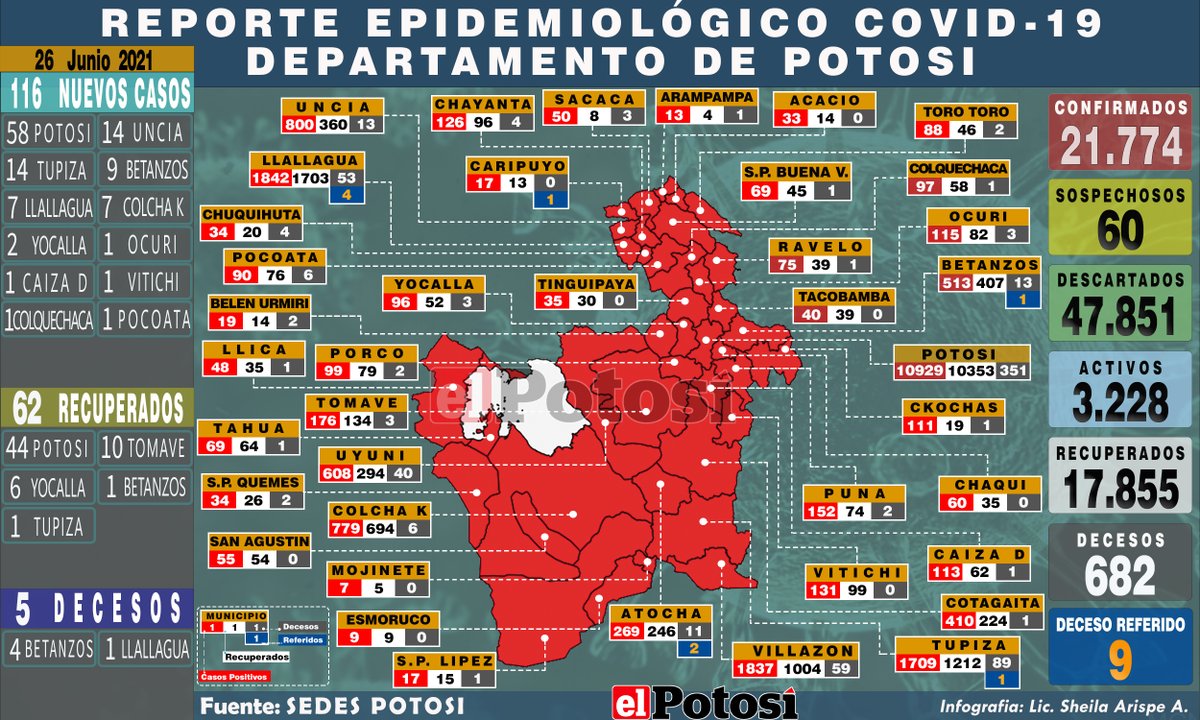 REPORTE EPIDEMIOLÓGICO COVID-19
DEPARTAMENTO DE POTOSI
26 Junio 2021
116 NUEVOS CASOS
58 POTOSI
14 UNCIA
14 TUPIZA
9 BETANZOS
7 LLALLAGUA
7 COLCHA K
2 YOCALLA
1 OCURI
1 CAIZA D
1 VITICHI
1 COLQUECHACA
1 POCOATA
62 RECUPERADOS
44 POTOSI
10 TOMAVE
6 YOCALLA
1 BETANZOS
1 TUPIZA
5 DECESOS
4 BETANZOS
1 LLALLAGUA
UNCIA
800 360 13
CHAYANTA
126 96 4
SACACA
50 8 3
ARAMPAMPA
13 4 1
ACACIO
33 14 0
TORO TORO
88 46 2
LLALLAGUA
1842 1703 53
4
CARIPUYO
17 13 0
1
S.P. BUENA V.
69 45 1
COLQUECHACA
97 58 1
CHUQUIHUTA
34 20 4
OCURI
115 82 3
POCOATA
90 76 6
RAVELO
75 39 1
YOCALLA
96 52 3
TINGUIPAYA
35 30 0
BETANZOS
513 407 13
1
BELEN URMIRI
19 14 2
TACOBAMBA
40 39 0
LLICA
48 35 1
PORCO
99 79 2
POTOSI
10929 10353 351
TOMAVE
176 134 3
CKOCHAS
111 19 1
TAHUA
69 64 1
UYUNI
608 294 40
S.P. QUEMES
34 26 2
CHAQUI
60 35 0
COLCHA K
779 694 6
PUNA
152 74 2
SAN AGUSTIN
55 54 0
CAIZA D
113 62 1
MOJINETE
7 5 0
VITICHI
131 99 0
COTAGAITA
410 224 1
ESMORUCO
9 9 0
ATOCHA
269 246 11
2
S.P. LIPEZ
17 15 1
VILLAZON
1837 1004 59
TUPIZA
1709 1212 89
1
MUNICIPIO
1 1 1
1
Decesos
Referidos
Recuperados
Casos Positivos
el Potosí
CONFIRMADOS
21.774
SOSPECHOSOS
60
DESCARTADOS
47.851
ACTIVOS
3.228
RECUPERADOS
17.855
DECESOS
682
DECESO REFERIDO
9
Fuente: SEDES POTOSI
el Potosí
Infografia: Lic. Sheila Arispe A.